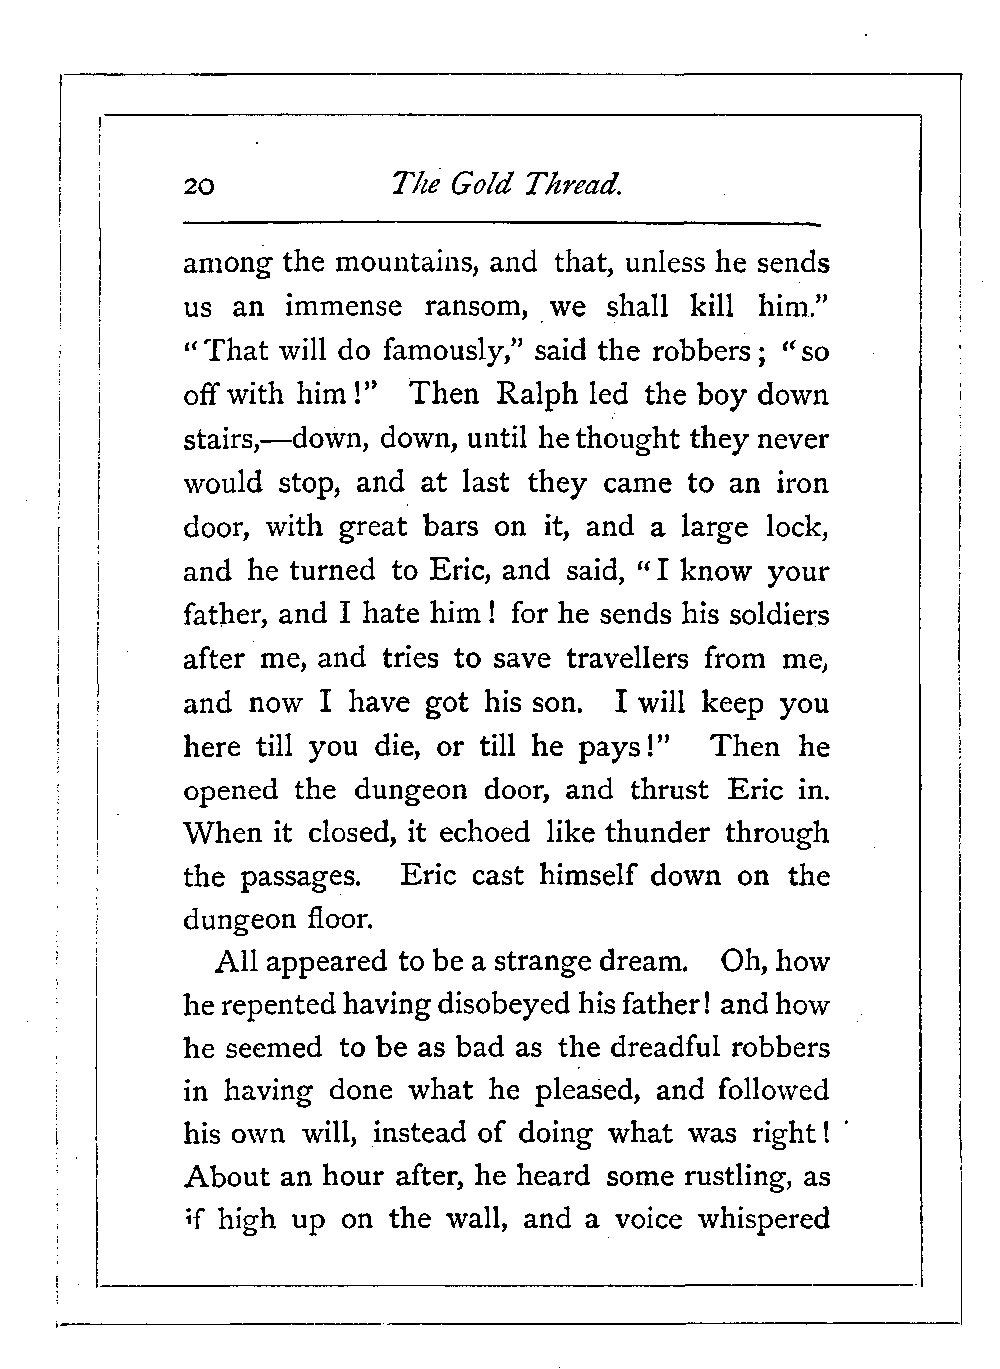 20 The Gold Thread.
among the mountains, and that, unless he sends
us an immense ransom, we shall kill him."
"That will do famously," said the robbers; "so
off with him!" Then Ralph led the boy down
stairs,—down, down, until he thought they never
would stop, and at last they came to an iron
door, with great bars on it, and a large lock,
and he turned to Eric, and said, "I know your
father, and I hate him! for he sends his soldiers
after me, and tries to save travellers from me,
and now I have got his son. I will keep you
here till you die, or till he pays!" Then he
opened the dungeon door, and thrust Eric in.
When it closed, it echoed like thunder through
the passages. Eric cast himself down on the
dungeon floor.
All appeared to be a strange dream. Oh, how
he repented having disobeyed his father! and how
he seemed to be as bad as the dreadful robbers
in having done what he pleased, and followed
his own will, instead of doing what was right!
About an hour after, he heard some rustling, as
if high up on the wall, and a voice whispered